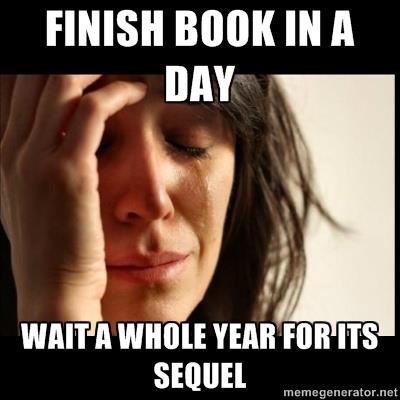 FINISH BOOK IN A
DAY
WAIT A WHOLE YEAR FOR ITS
SEQUEL
memegenerator.net